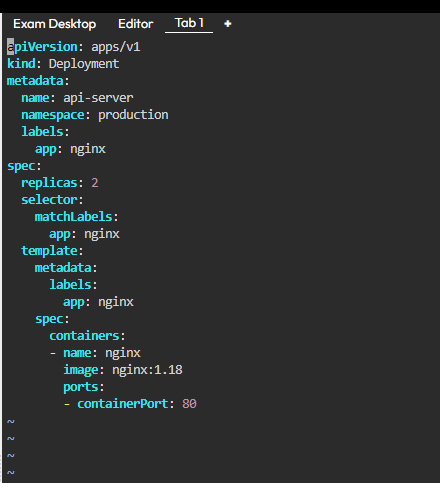 Exam Desktop Editor Tab 1 +
apiVersion: apps/v1
kind: Deployment
metadata:
  name: api-server
  namespace: production
  labels:
    app: nginx
spec:
  replicas: 2
  selector:
    matchLabels:
      app: nginx
  template:
    metadata:
      labels:
        app: nginx
    spec:
      containers:
      - name: nginx
        image: nginx:1.18
        ports:
        - containerPort: 80
~
~
~
~